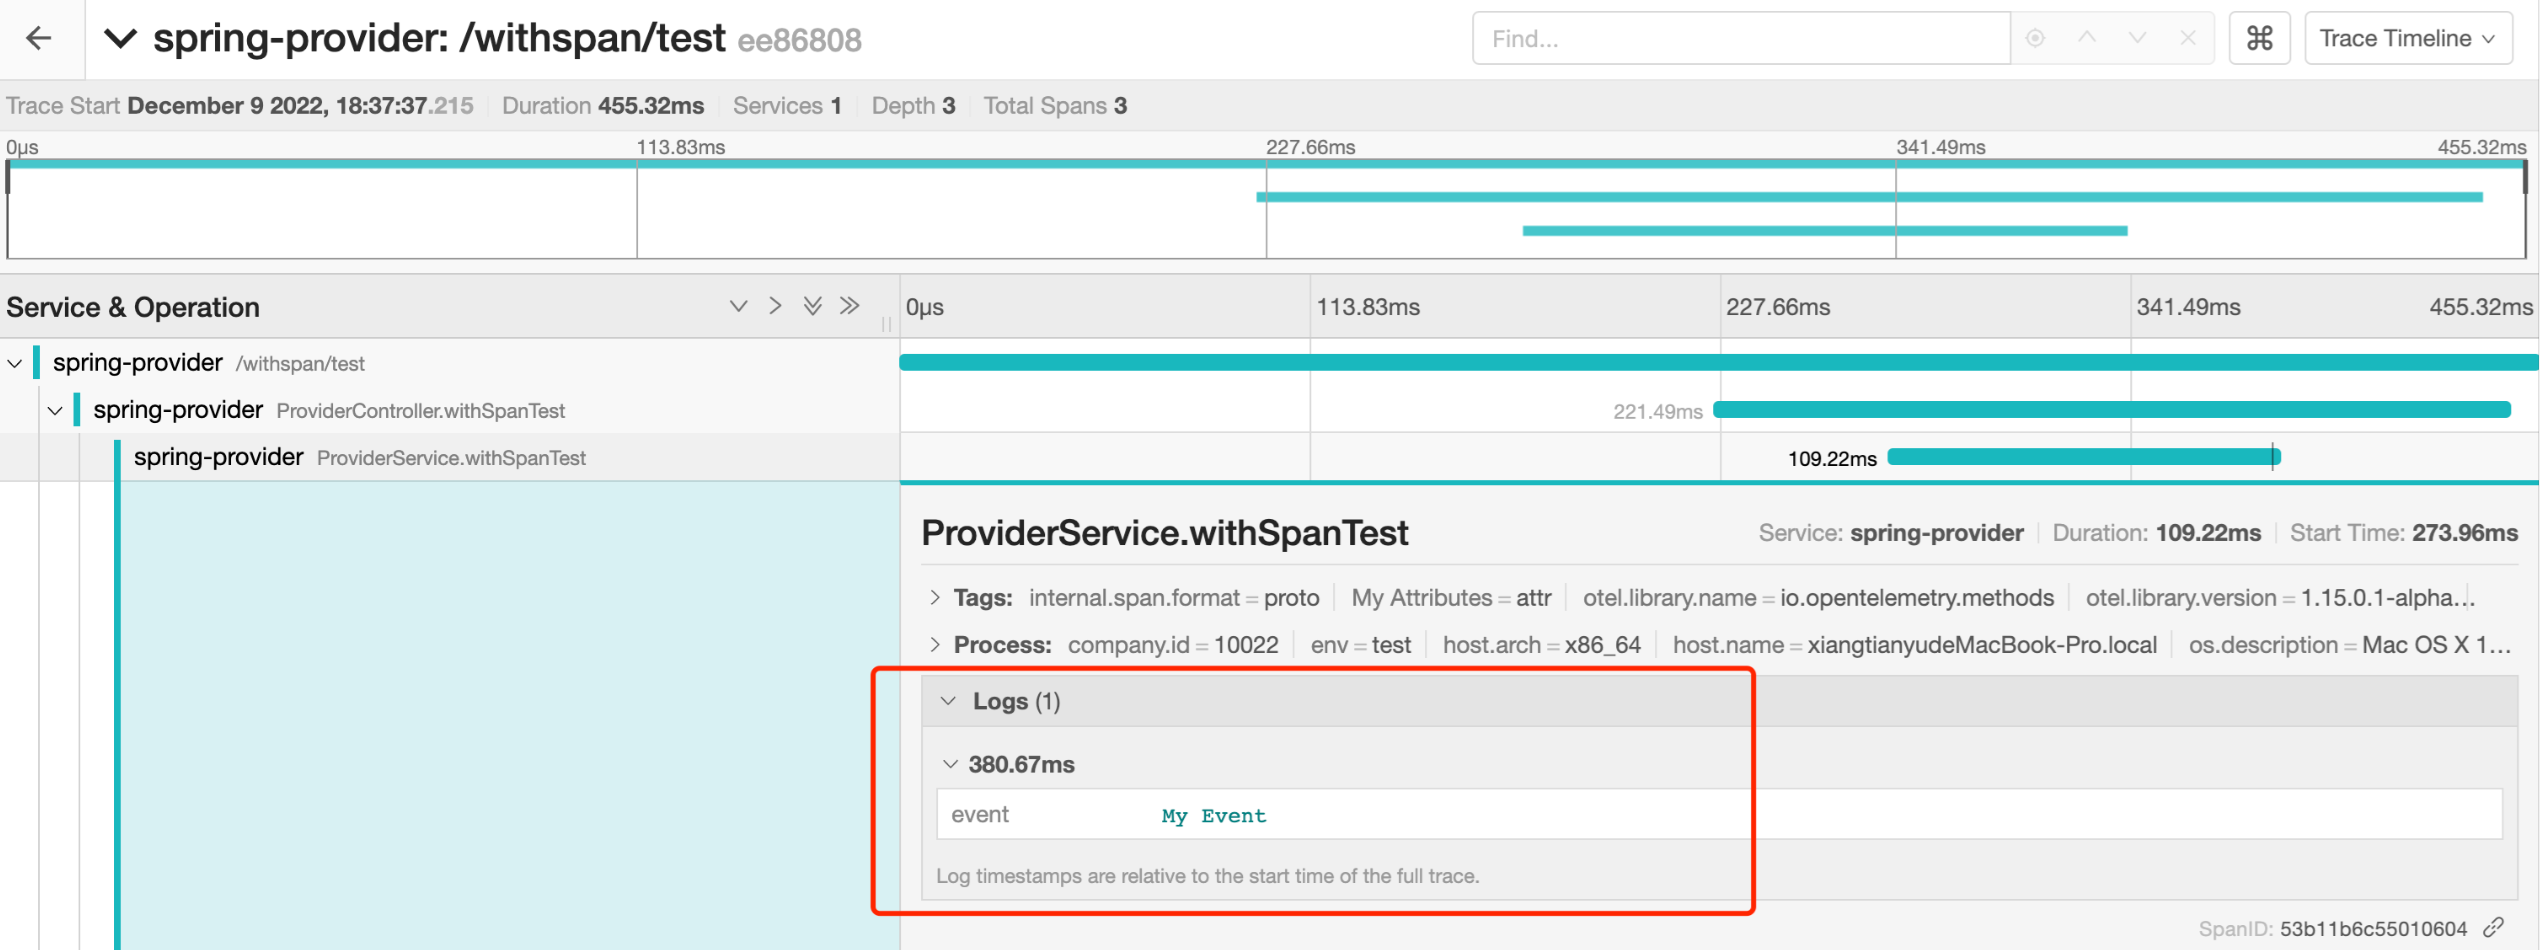 spring-provider: /withspan/test ee86808
Find...
Trace Timeline
Trace Start December 9 2022, 18:37:37.215 Duration 455.32ms Services 1 Depth 3 Total Spans 3
0μs 113.83ms 227.66ms 341.49ms 455.32ms
Service & Operation 0μs 113.83ms 227.66ms 341.49ms 455.32ms
spring-provider /withspan/test
spring-provider ProviderController.withSpanTest 221.49ms
spring-provider ProviderService.withSpanTest 109.22ms
ProviderService.withSpanTest Service: spring-provider Duration: 109.22ms Start Time: 273.96ms
Tags: internal.span.format = proto My Attributes = attr otel.library.name = io.opentelemetry.methods otel.library.version = 1.15.0.1-alpha...
Process: company.id = 10022 env = test host.arch = x86_64 host.name = xiangtianyudeMacBook-Pro.local os.description = Mac OS X 1...
Logs (1)
380.67ms
event My Event
Log timestamps are relative to the start time of the full trace.
SpanID: 53b11b6c55010604